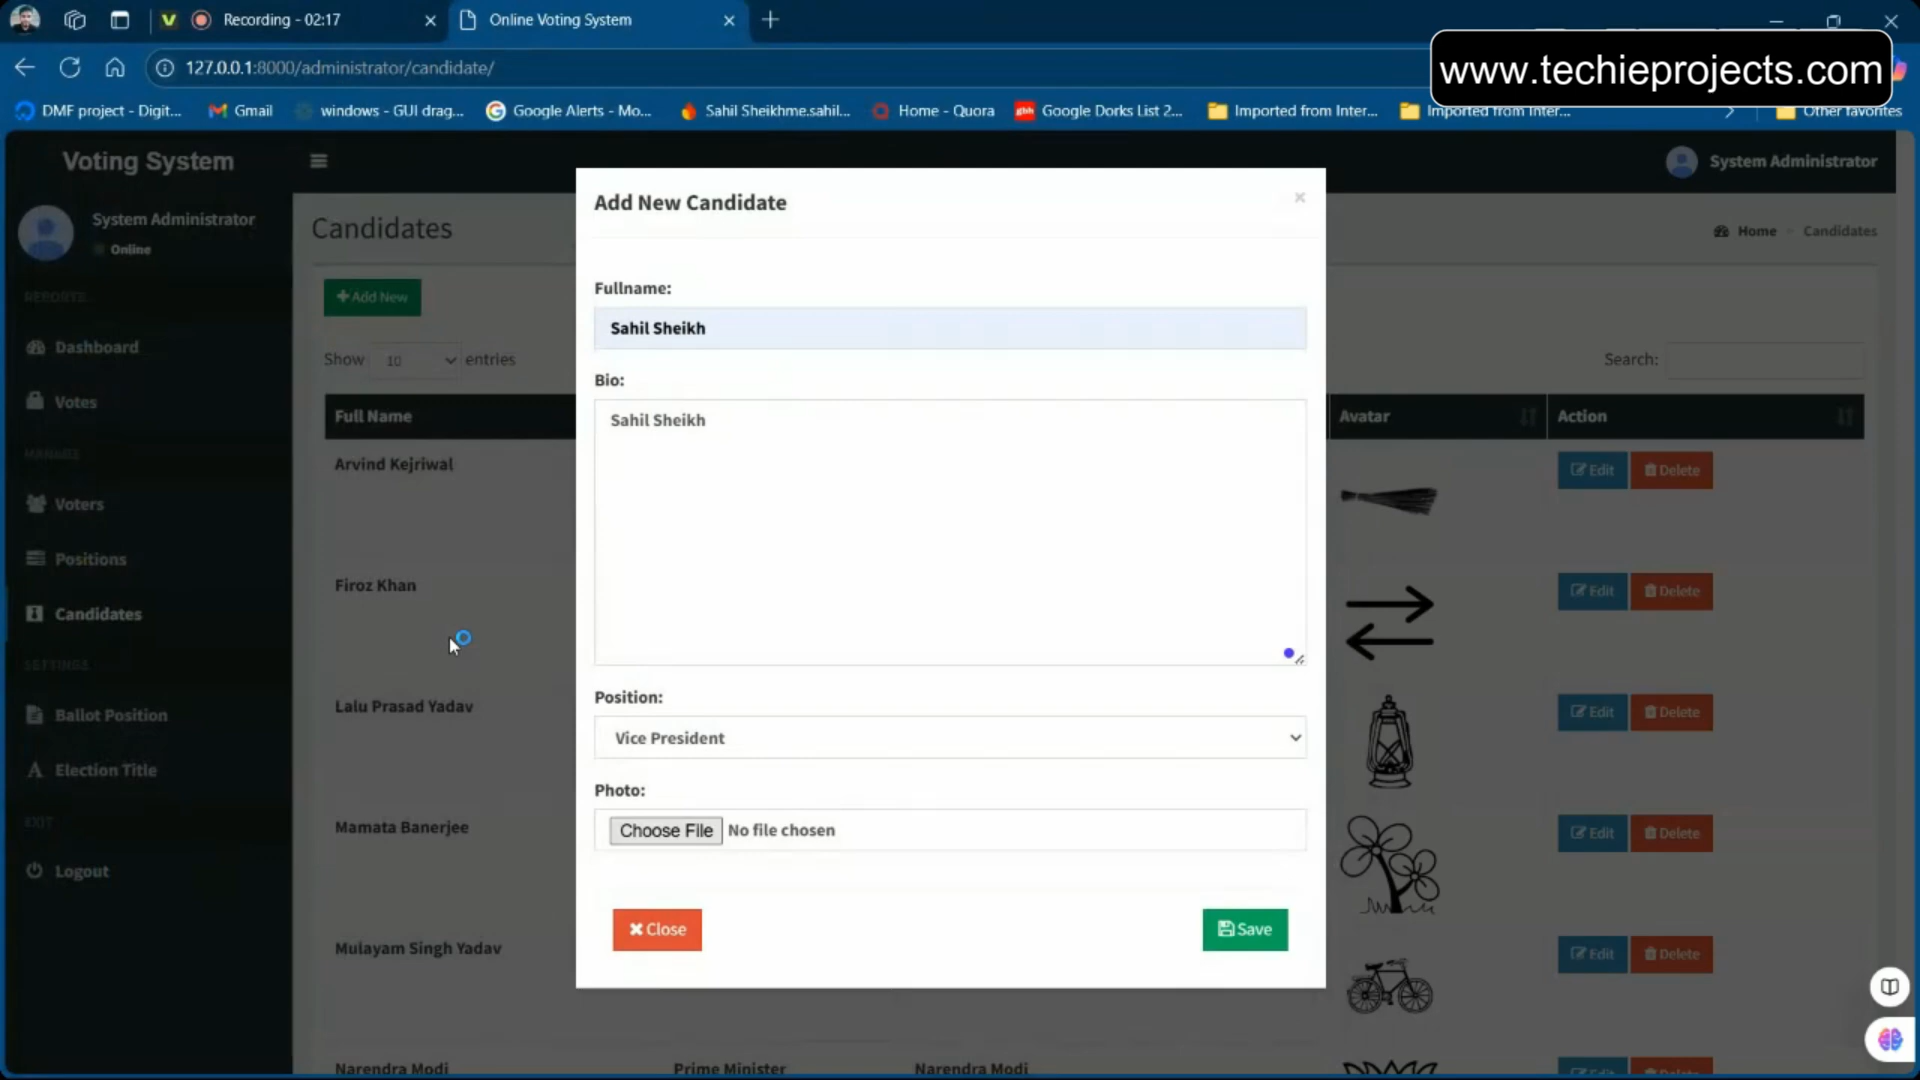 Recording - 02:17
Online Voting System
127.0.0.1:8000/administrator/candidate/
www.techieprojects.com
DMF project - Digit...
Gmail
windows - GUI drag...
Google Alerts - Mo...
Sahil Sheikhme.sahil...
Home - Quora
Google Dorks List 2...
Imported from Inter...
Imported from Inter...
Other favorites
Voting System
System Administrator
System Administrator
Online
REPORTS
Dashboard
Votes
MANAGE
Voters
Positions
Candidates
SETTINGS
Ballot Position
Election Title
EXIT
Logout
Candidates
Home
Candidates
Add New
Show 10 entries
Search:
Full Name
Avatar
Action
Arvind Kejriwal
Edit Delete
Firoz Khan
Edit Delete
Lalu Prasad Yadav
Edit Delete
Mamata Banerjee
Edit Delete
Mulayam Singh Yadav
Edit Delete
Narendra Modi
Prime Minister
Narendra Modi
Edit Delete
Add New Candidate
×
Fullname:
Sahil Sheikh
Bio:
Sahil Sheikh
Position:
Vice President
Photo:
Choose File No file chosen
Close
Save